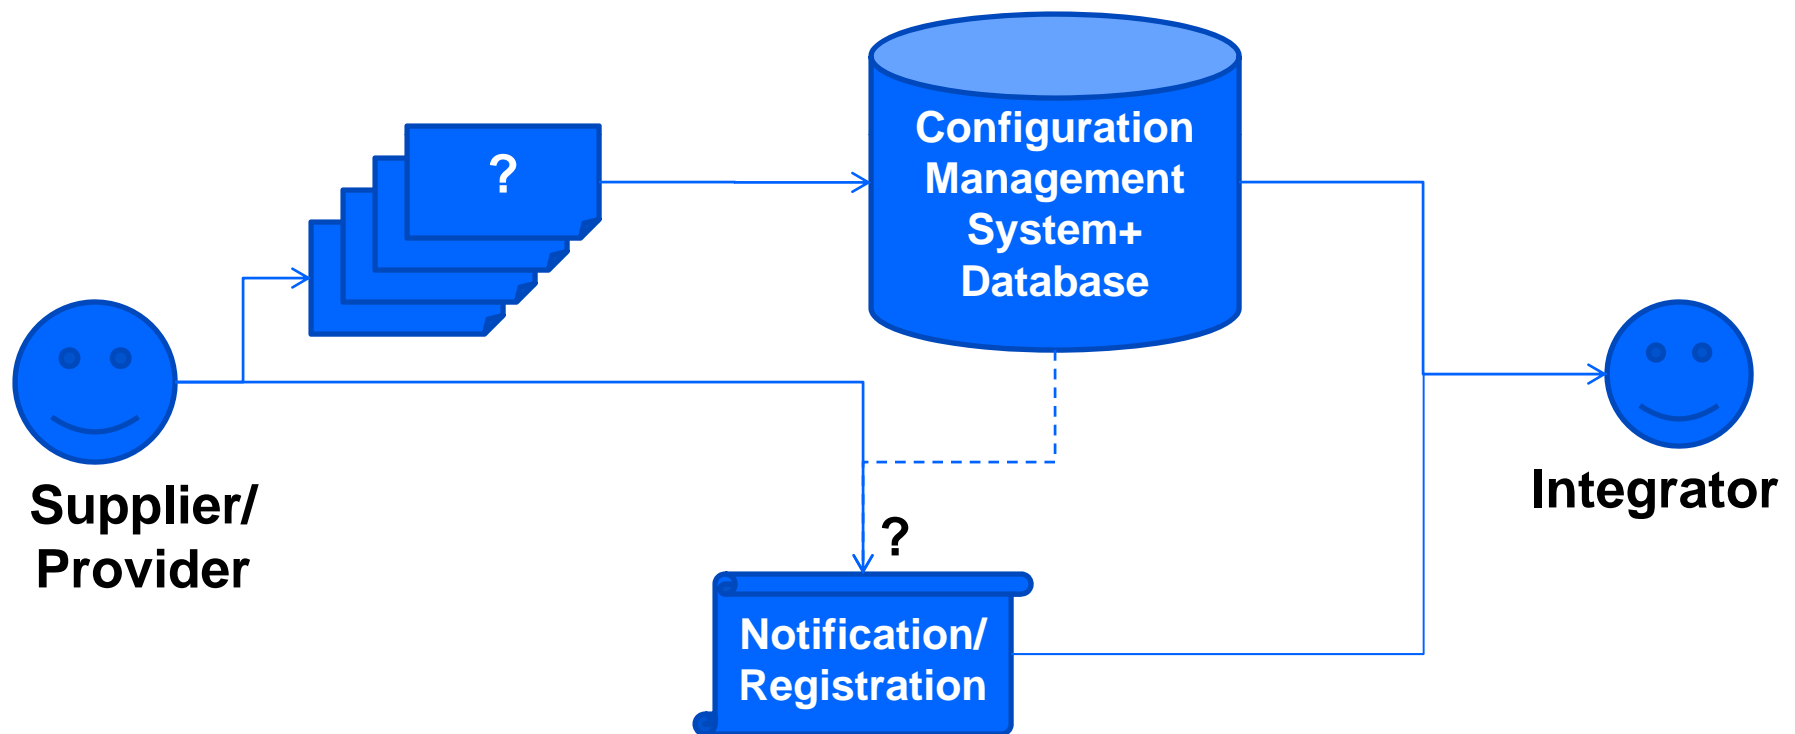 ?
Configuration
Management
System+
Database
Supplier/
Provider
Integrator
?
Notification/
Registration